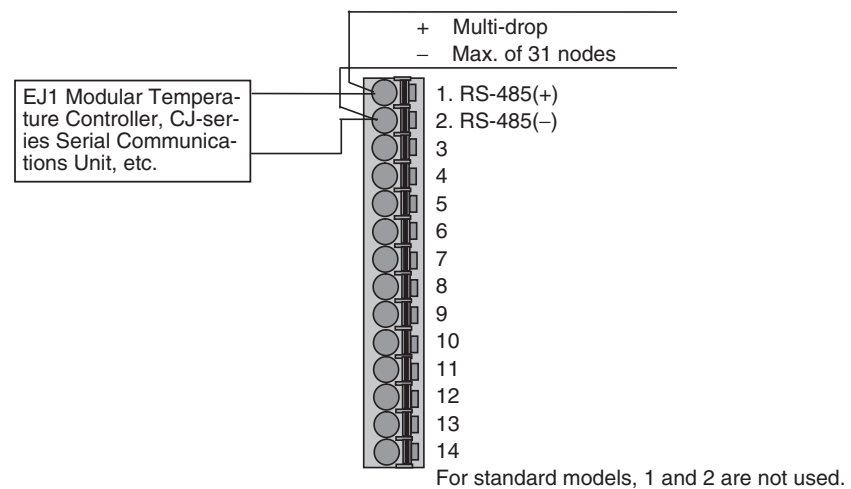 + Multi-drop
− Max. of 31 nodes
EJ1 Modular Tempera-
ture Controller, CJ-ser-
ies Serial Communica-
tions Unit, etc.
1. RS-485(+)
2. RS-485(−)
3
4
5
6
7
8
9
10
11
12
13
14
For standard models, 1 and 2 are not used.